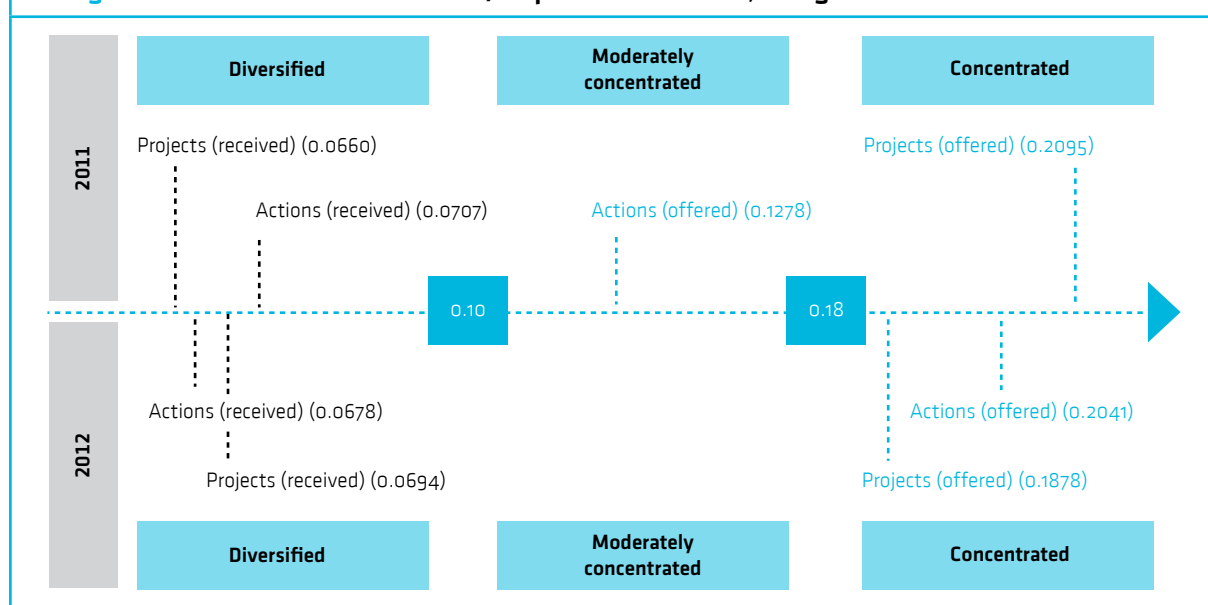 Diversified
Moderately
concentrated
Concentrated
2011
Projects (received) (0.0660)
Projects (offered) (0.2095)
Actions (received) (0.0707)
Actions (offered) (0.1278)
0.10
0.18
2012
Actions (received) (0.0678)
Actions (offered) (0.2041)
Projects (received) (0.0694)
Projects (offered) (0.1878)
Diversified
Moderately
concentrated
Concentrated